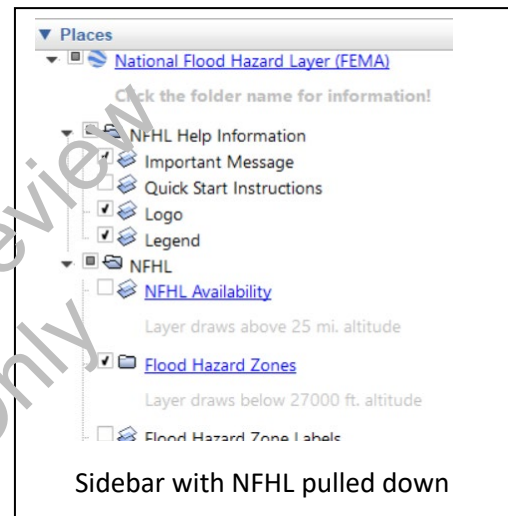 Places
National Flood Hazard Layer (FEMA)
Click the folder name for information!
NFHL Help Information
Important Message
Quick Start Instructions
Logo
Legend
NFHL
NFHL Availability
Layer draws above 25 mi. altitude
Flood Hazard Zones
Layer draws below 27000 ft. altitude
Flood Hazard Zone Labels
Sidebar with NFHL pulled down